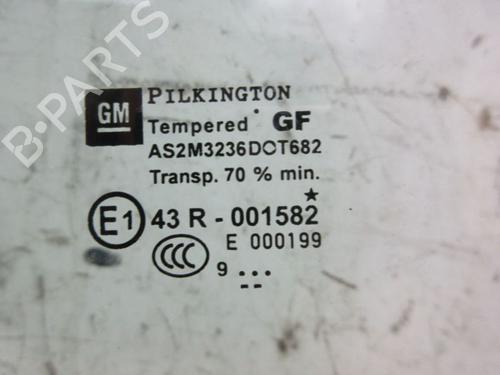 B-PARTS
GM PILKINGTON
Tempered GF
AS2M3236DOT682
Transp. 70 % min.
E1 43 R - 001582 ★
CCC E 000199
9 ...
--